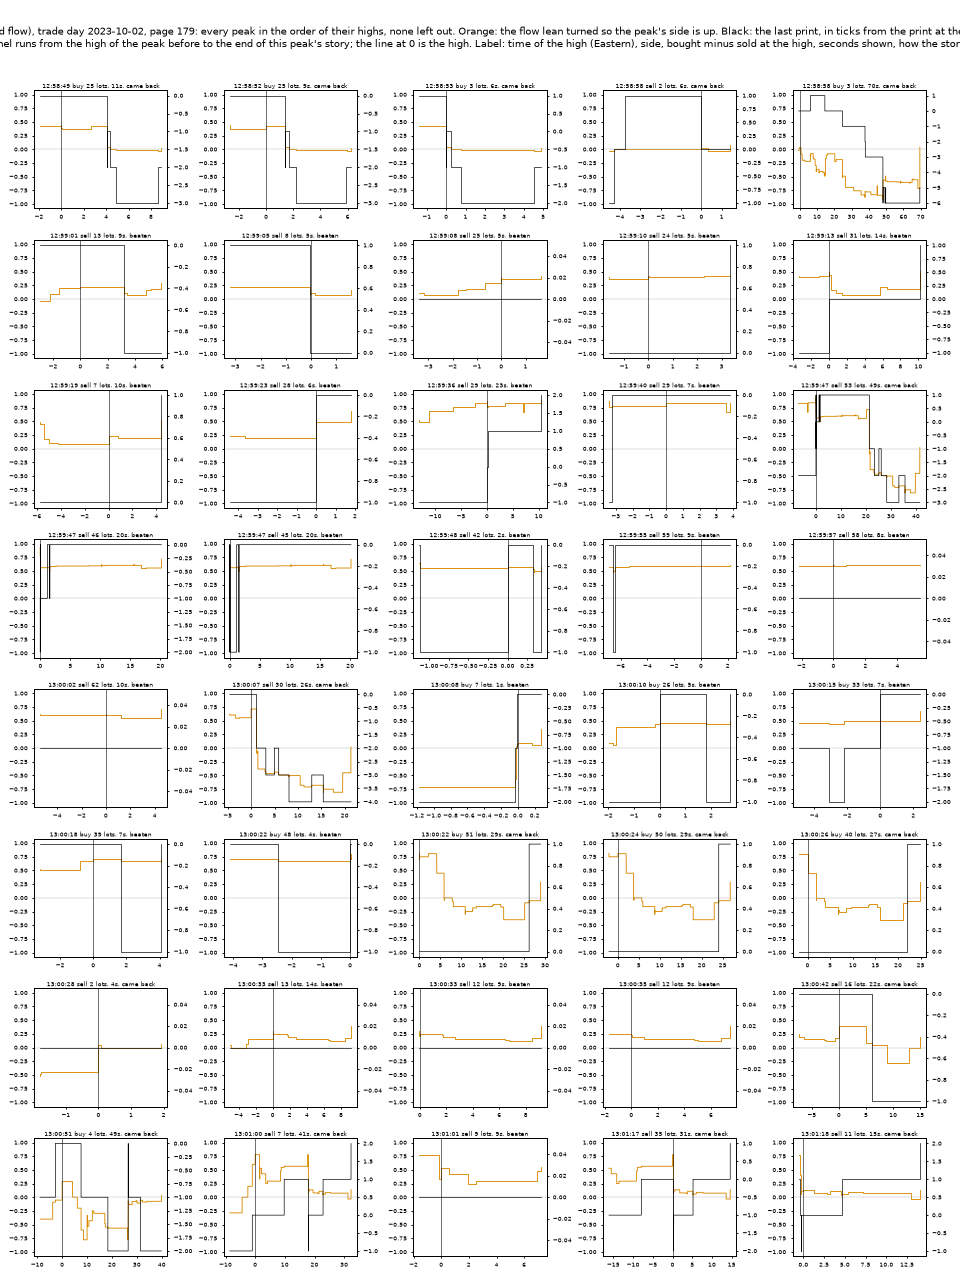 d flow), trade day 2023-10-02, page 179: every peak in the order of their highs, none left out. Orange: the flow lean turned so the peak's side is up. Black: the last print, in ticks from the print at the
nel runs from the high of the peak before to the end of this peak's story; the line at 0 is the high. Label: time of the high (Eastern), side, bought minus sold at the high, seconds shown, how the stor
12:58:49 buy 25 lots. 11s. came back
12:58:52 buy 25 lots. 9s. came back
12:58:53 buy 3 lots. 6s. came back
12:58:58 sell 2 lots. 6s. came back
12:58:58 buy 3 lots. 70s. came back
12:59:01 sell 13 lots. 9s. beaten
12:59:05 sell 8 lots. 5s. beaten
12:59:08 sell 25 lots. 5s. beaten
12:59:10 sell 24 lots. 5s. beaten
12:59:13 sell 31 lots. 14s. beaten
12:59:19 sell 7 lots. 10s. beaten
12:59:23 sell 28 lots. 6s. beaten
12:59:36 sell 29 lots. 23s. beaten
12:59:40 sell 29 lots. 7s. beaten
12:59:47 sell 53 lots. 49s. came back
12:59:47 sell 46 lots. 20s. beaten
12:59:47 sell 45 lots. 20s. beaten
12:59:48 sell 42 lots. 2s. beaten
12:59:55 sell 59 lots. 9s. beaten
12:59:57 sell 58 lots. 8s. beaten
13:00:02 sell 62 lots. 10s. beaten
13:00:07 sell 30 lots. 26s. came back
13:00:08 buy 7 lots. 1s. beaten
13:00:10 buy 26 lots. 5s. beaten
13:00:15 buy 33 lots. 7s. beaten
13:00:18 buy 39 lots. 7s. beaten
13:00:22 buy 48 lots. 4s. beaten
13:00:22 buy 51 lots. 29s. came back
13:00:24 buy 50 lots. 29s. came back
13:00:26 buy 40 lots. 27s. came back
13:00:28 sell 2 lots. 4s. came back
13:00:33 sell 13 lots. 14s. beaten
13:00:33 sell 12 lots. 9s. beaten
13:00:35 sell 12 lots. 9s. beaten
13:00:42 sell 16 lots. 22s. came back
13:00:51 buy 4 lots. 49s. came back
13:01:00 sell 7 lots. 41s. came back
13:01:01 sell 5 lots. 9s. beaten
13:01:17 sell 35 lots. 31s. came back
13:01:18 sell 11 lots. 15s. came back